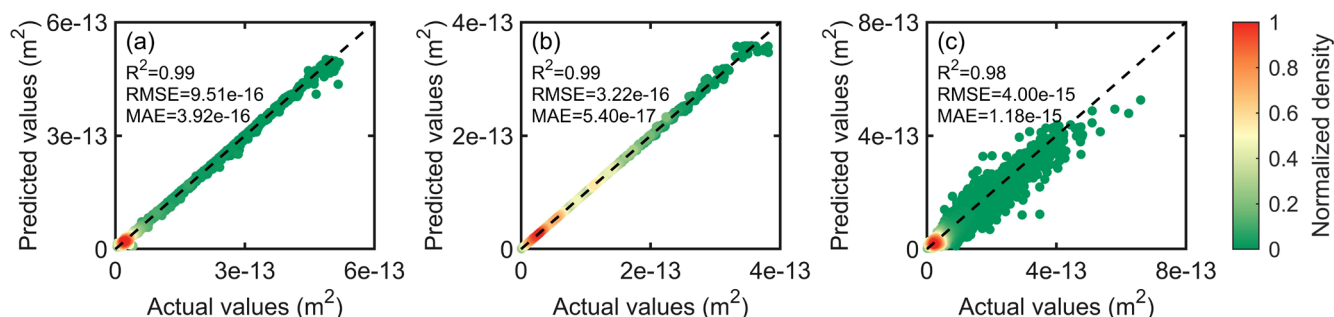 (a)
R²=0.99
RMSE=9.51e-16
MAE=3.92e-16
Predicted values (m²)
6e-13
3e-13
0
0 3e-13 6e-13
Actual values (m²)
(b)
R²=0.99
RMSE=3.22e-16
MAE=5.40e-17
Predicted values (m²)
4e-13
2e-13
0
0 2e-13 4e-13
Actual values (m²)
(c)
R²=0.98
RMSE=4.00e-15
MAE=1.18e-15
Predicted values (m²)
8e-13
4e-13
0
0 4e-13 8e-13
Actual values (m²)
1
0.8
0.6
0.4
0.2
0
Normalized density